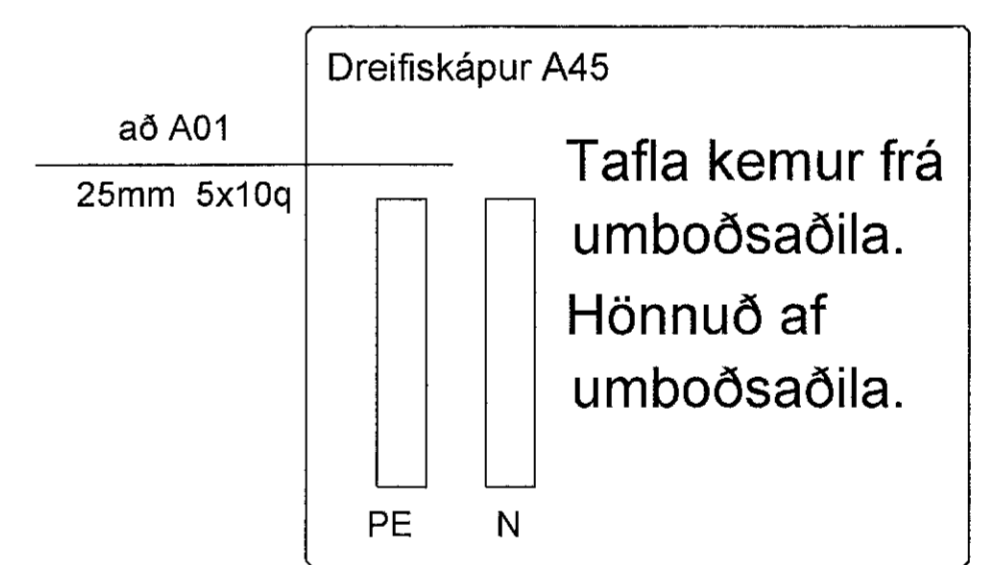 Dreifiskápur A45
að A01
25mm 5x10q
Tafla kemur frá
umboðsaðila.
Hönnuð af
umboðsaðila.
PE N